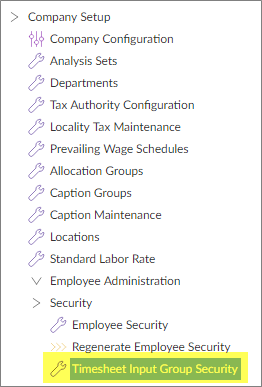 Company Setup
Company Configuration
Analysis Sets
Departments
Tax Authority Configuration
Locality Tax Maintenance
Prevailing Wage Schedules
Allocation Groups
Caption Groups
Caption Maintenance
Locations
Standard Labor Rate
Employee Administration
Security
Employee Security
Regenerate Employee Security
Timesheet Input Group Security